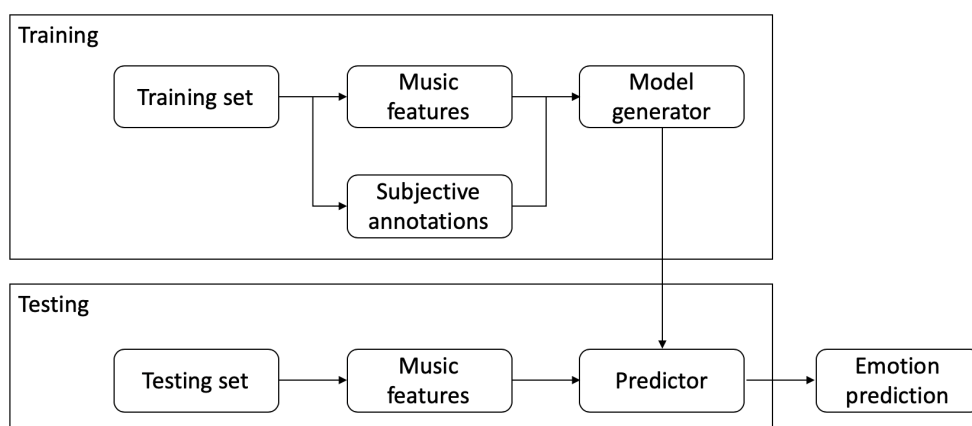 Training
Training set
Music
features
Model
generator
Subjective
annotations
Testing
Testing set
Music
features
Predictor
Emotion
prediction